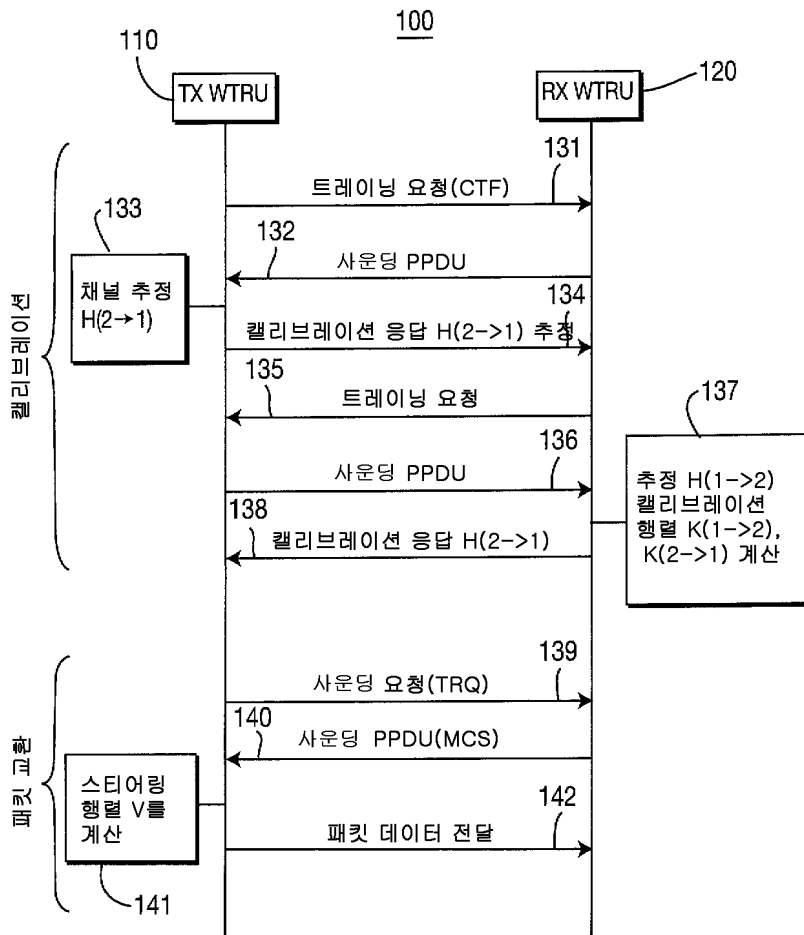 100
110
TX WTRU
120
RX WTRU
131
트레이닝 요청(CTF)
133
132
사운딩 PPDU
채널 추정
H(2→1)
134
캘리브레이션 응답 H(2->1) 추정
135
트레이닝 요청
137
136
사운딩 PPDU
추정 H(1->2)
캘리브레이션
행렬 K(1->2),
K(2->1) 계산
138
캘리브레이션 응답 H(2->1)
캘리브레이션
139
사운딩 요청(TRQ)
140
사운딩 PPDU(MCS)
스티어링
행렬 V를
계산
142
패킷 데이터 전달
141
패킷 교환